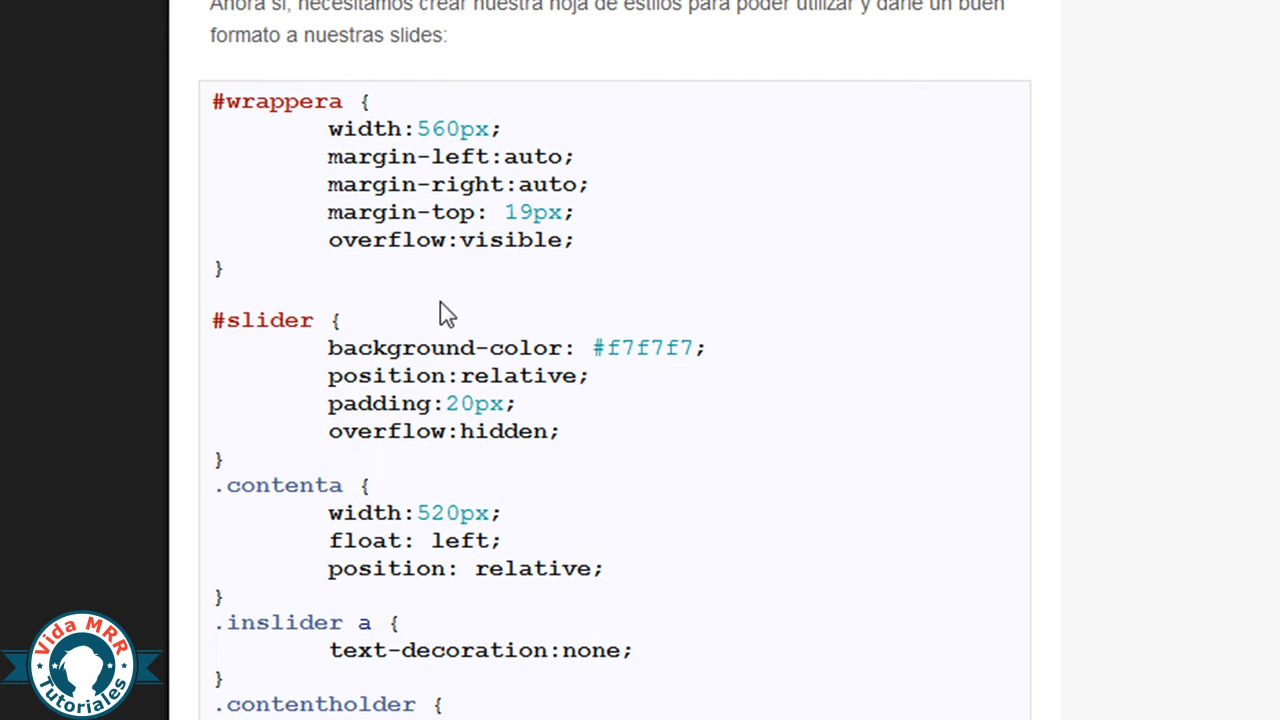 Ahora si, necesitamos crear nuestra hoja de estilos para poder utilizar y darle un buen
formato a nuestras slides:
#wrappera {
width:560px;
margin-left:auto;
margin-right:auto;
margin-top: 19px;
overflow:visible;
}
#slider {
background-color: #f7f7f7;
position:relative;
padding:20px;
overflow:hidden;
}
.contenta {
width:520px;
float: left;
position: relative;
}
.inslider a {
text-decoration:none;
}
.contentholder {
Vida MRR
Tutoriales